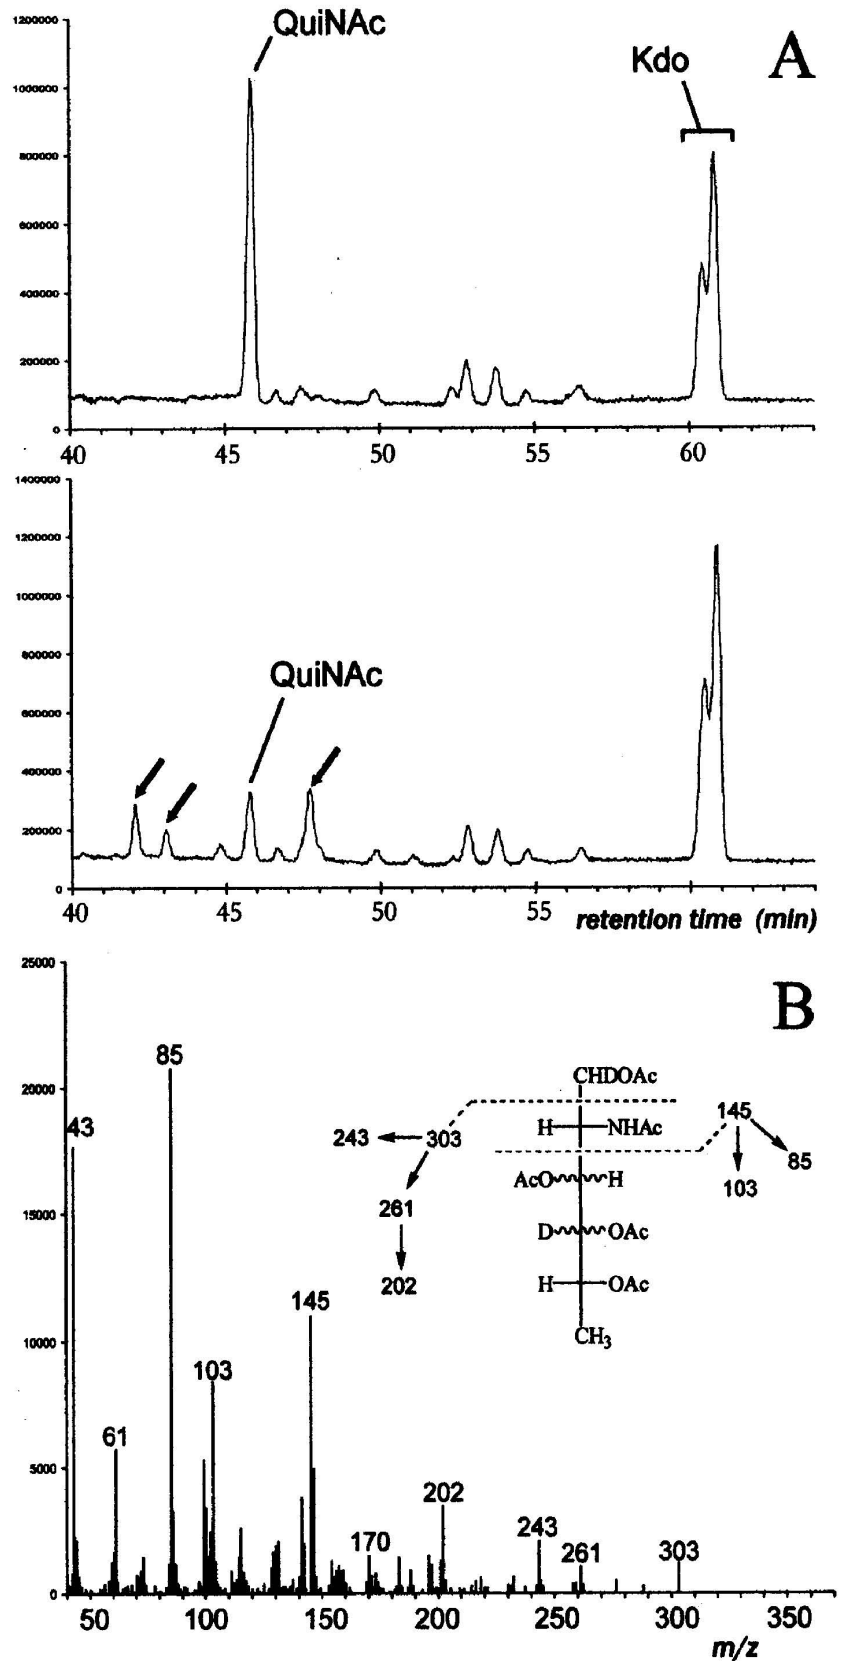 A
QuiNAc
Kdo
1200000
1000000
800000
600000
400000
200000
0
40 45 50 55 60
1400000
1200000
1000000
800000
600000
400000
200000
0
QuiNAc
40 45 50 55 retention time (min)
B
25000
20000
15000
10000
5000
0
43
85
61
103
145
170
202
243
261
303
CHDOAc
243 303 H NHAc 145
85
AcO H 103
261
D OAc
202
H OAc
CH3
50 100 150 200 250 300 350
m/z